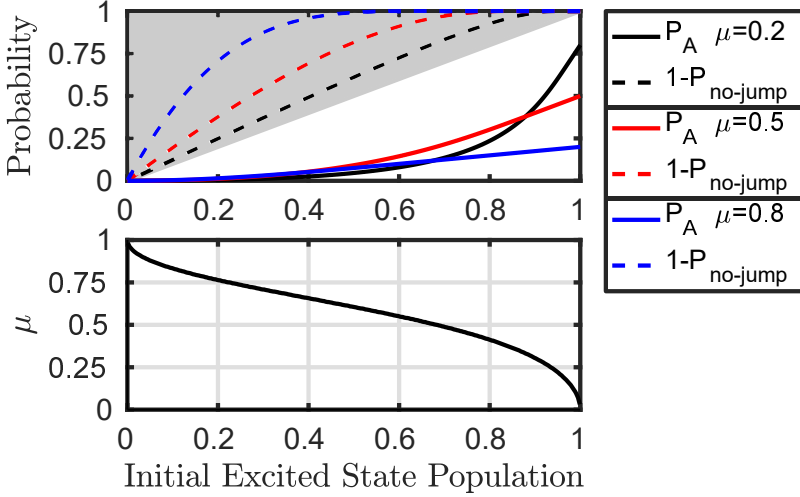 Probability
1
0.75
0.5
0.25
0
0 0.2 0.4 0.6 0.8 1
P_A μ=0.2
1-P_no-jump
P_A μ=0.5
1-P_no-jump
P_A μ=0.8
1-P_no-jump
μ
1
0.75
0.5
0.25
0
0 0.2 0.4 0.6 0.8 1
Initial Excited State Population